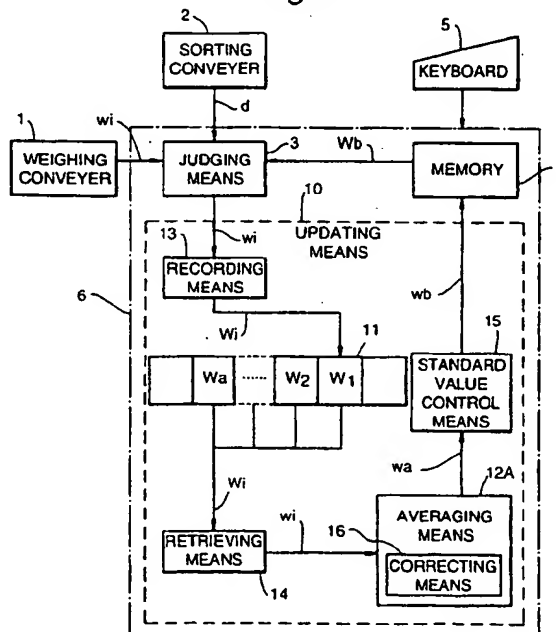 2
SORTING
CONVEYER
5
KEYBOARD
d
1
WEIGHING
CONVEYER
wi
3
JUDGING
MEANS
Wb
MEMORY
10
UPDATING
MEANS
wi
13
RECORDING
MEANS
6
Wi
wb
11
Wa ...... W2 W1
15
STANDARD
VALUE
CONTROL
MEANS
wa
12A
Wi
RETRIEVING
MEANS
14
wi
AVERAGING
MEANS
16
CORRECTING
MEANS